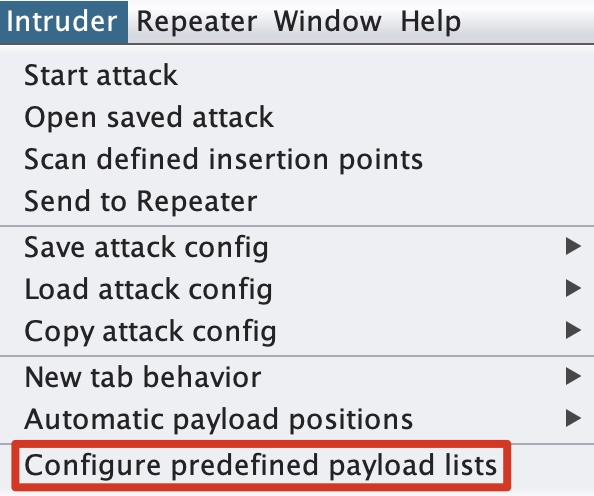 Intruder Repeater Window Help
Start attack
Open saved attack
Scan defined insertion points
Send to Repeater
Save attack config
Load attack config
Copy attack config
New tab behavior
Automatic payload positions
Configure predefined payload lists